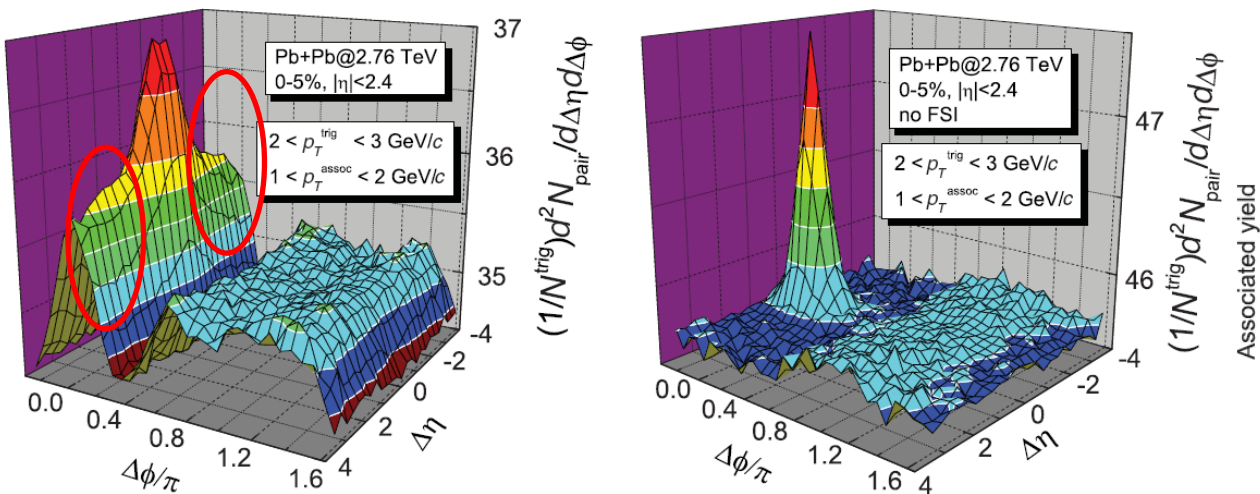 Pb+Pb@2.76 TeV
0-5%, |η|<2.4
2 < p_T^trig < 3 GeV/c
1 < p_T^assoc < 2 GeV/c
37
36
35
(1/N^trig)d²N_pair/dΔηdΔϕ
-4
-2
0
2
4
Δη
0.0
0.4
0.8
1.2
1.6
Δϕ/π
Pb+Pb@2.76 TeV
0-5%, |η|<2.4
no FSI
2 < p_T^trig < 3 GeV/c
1 < p_T^assoc < 2 GeV/c
47
46
(1/N^trig)d²N_pair/dΔηdΔϕ
Associated yield
-4
-2
0
2
4
Δη
0.0
0.4
0.8
1.2
1.6
Δϕ/π